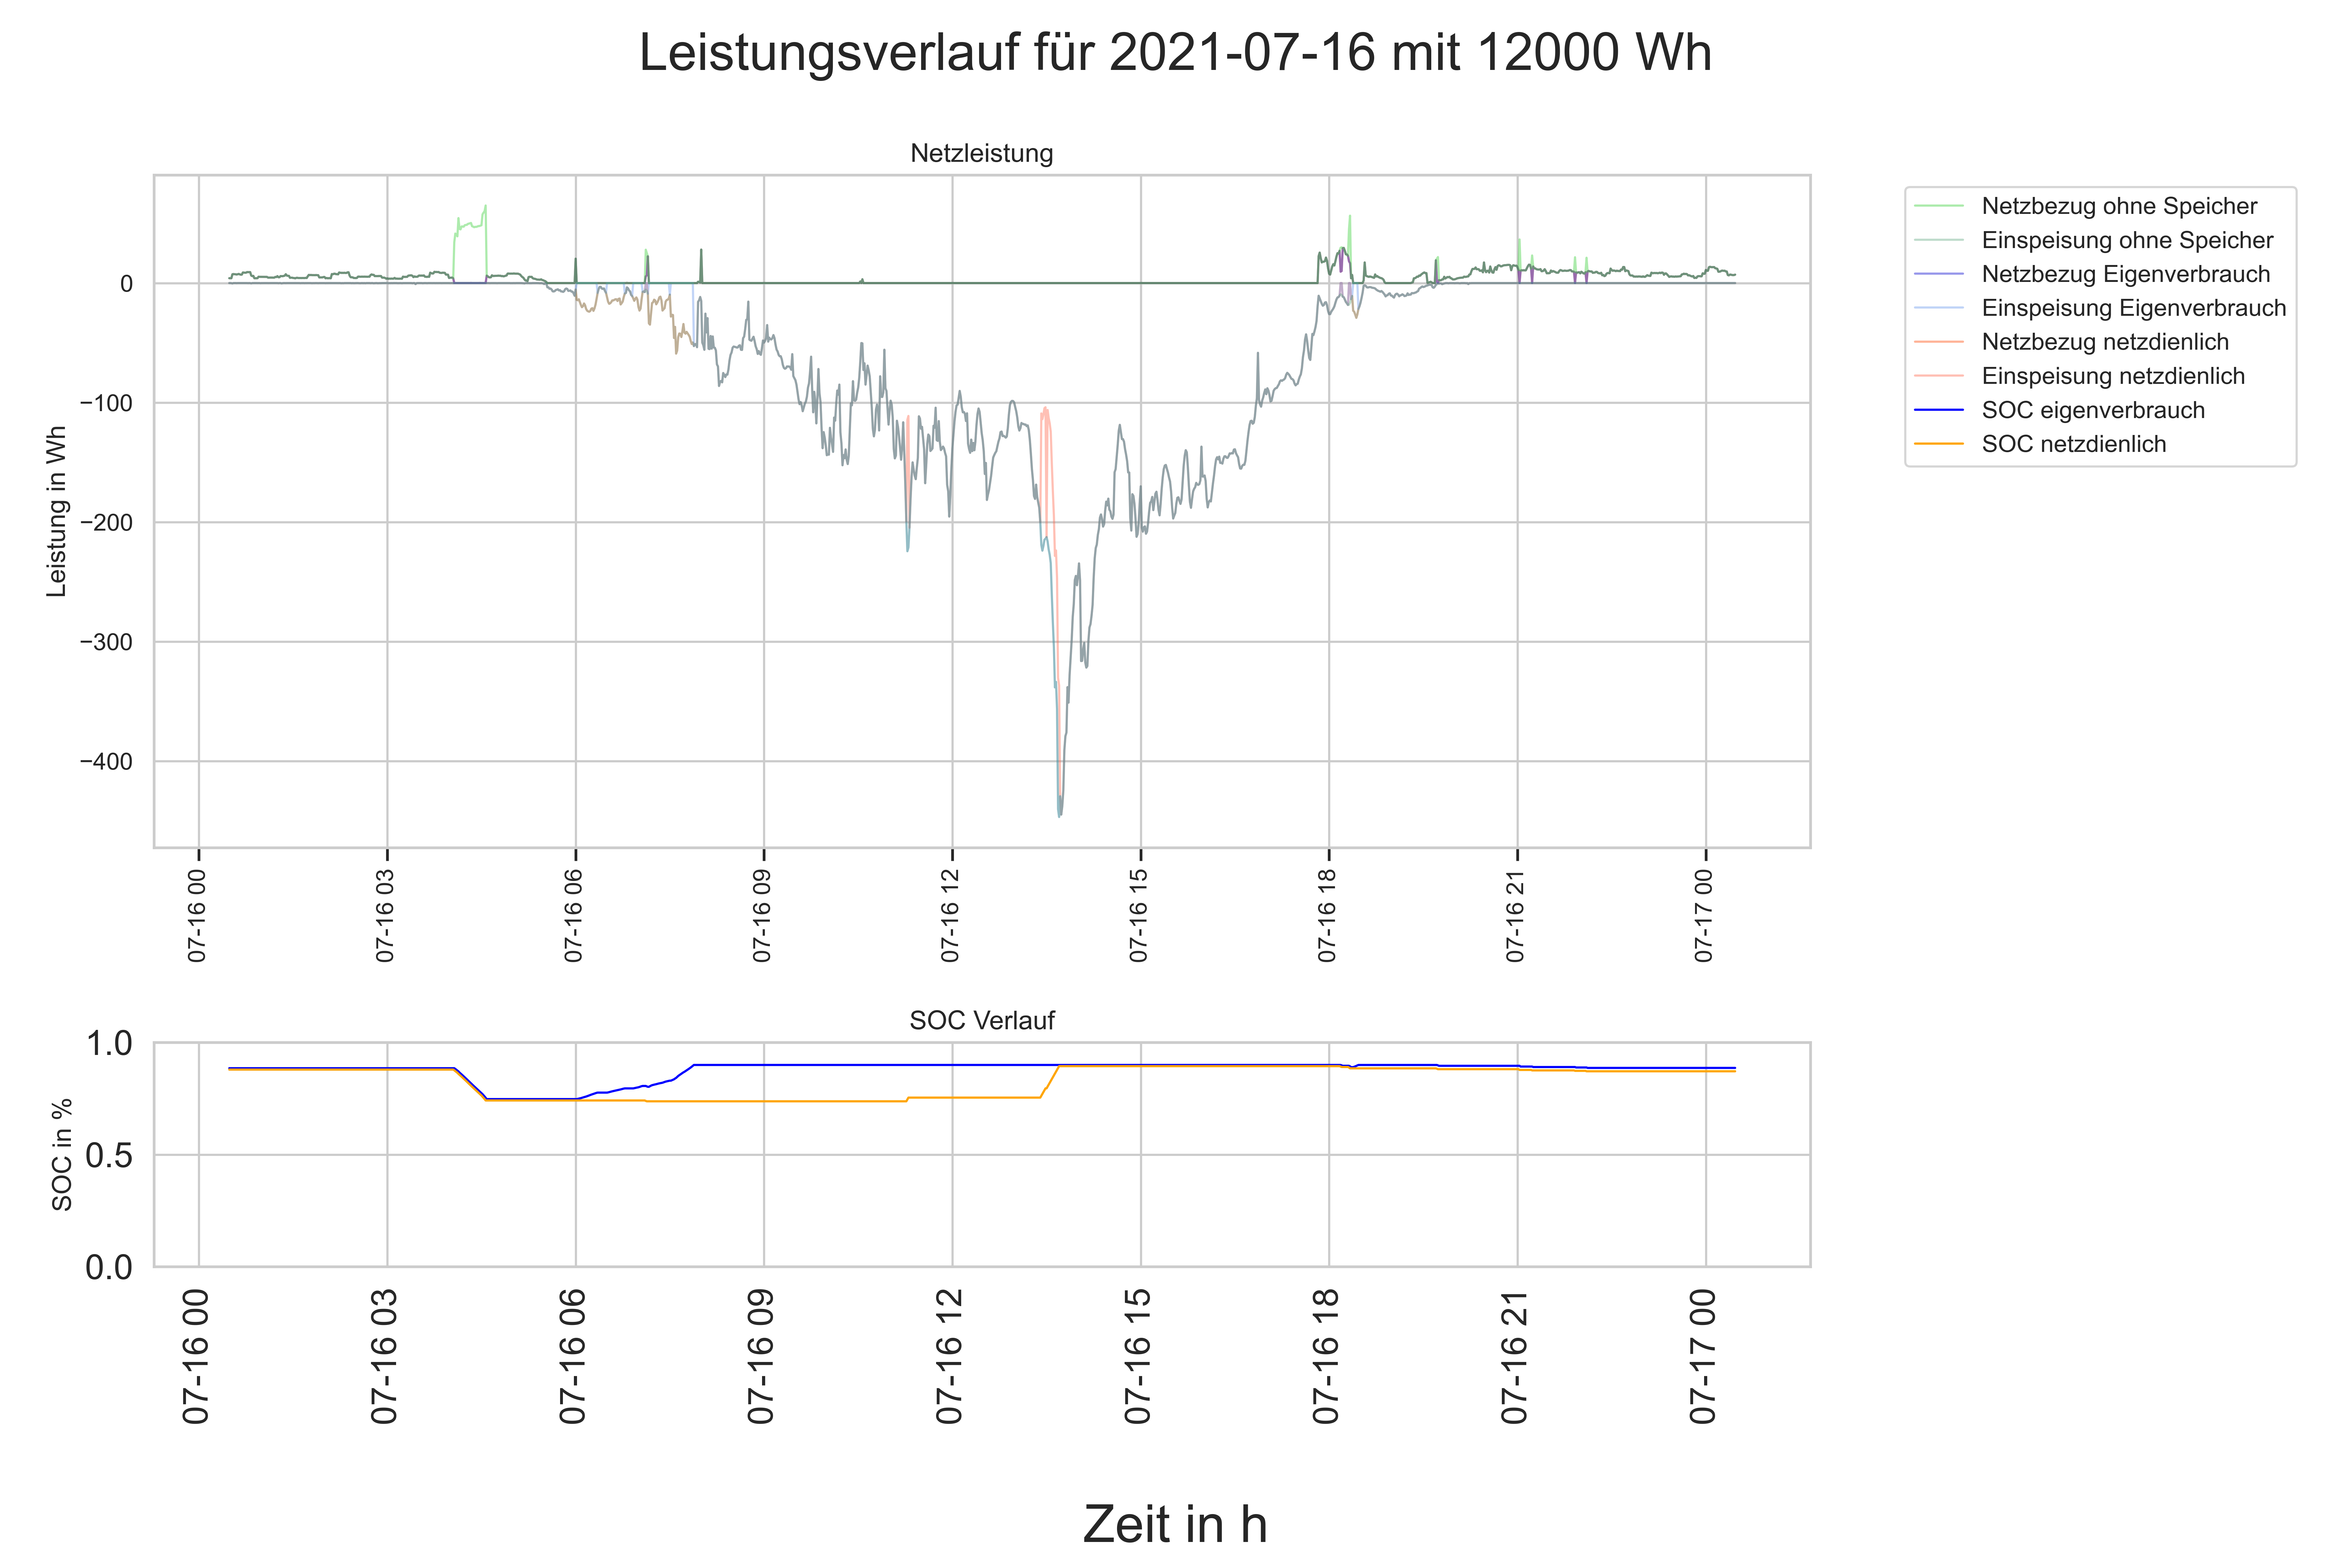 Leistungsverlauf für 2021-07-16 mit 12000 Wh
Netzleistung
Leistung in Wh
0
−100
−200
−300
−400
07-16 00
07-16 03
07-16 06
07-16 09
07-16 12
07-16 15
07-16 18
07-16 21
07-17 00
Netzbezug ohne Speicher
Einspeisung ohne Speicher
Netzbezug Eigenverbrauch
Einspeisung Eigenverbrauch
Netzbezug netzdienlich
Einspeisung netzdienlich
SOC eigenverbrauch
SOC netzdienlich
SOC Verlauf
SOC in %
1.0
0.5
0.0
07-16 00
07-16 03
07-16 06
07-16 09
07-16 12
07-16 15
07-16 18
07-16 21
07-17 00
Zeit in h